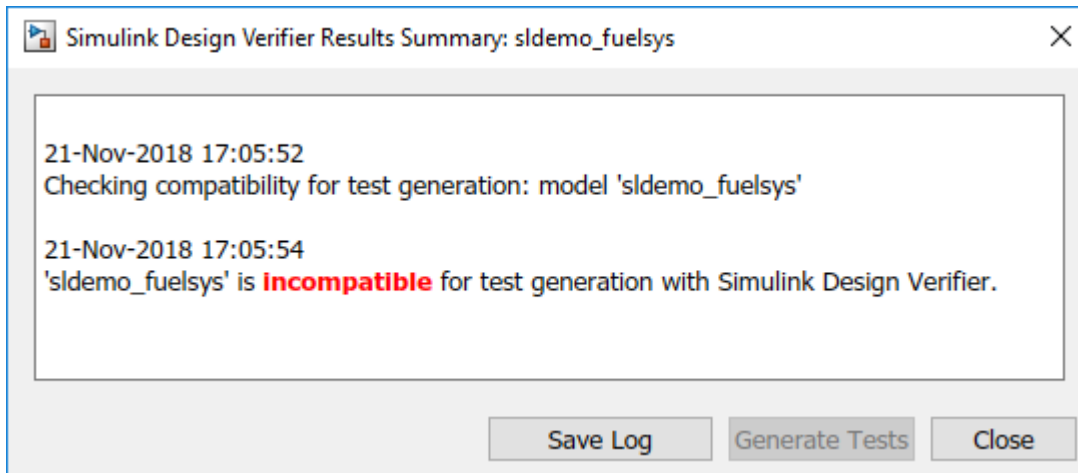 Simulink Design Verifier Results Summary: sldemo_fuelsys
21-Nov-2018 17:05:52
Checking compatibility for test generation: model 'sldemo_fuelsys'
21-Nov-2018 17:05:54
'sldemo_fuelsys' is incompatible for test generation with Simulink Design Verifier.
Save Log Generate Tests Close